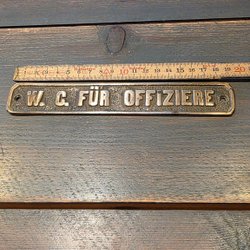 W. C. FÜR OFFIZIERE